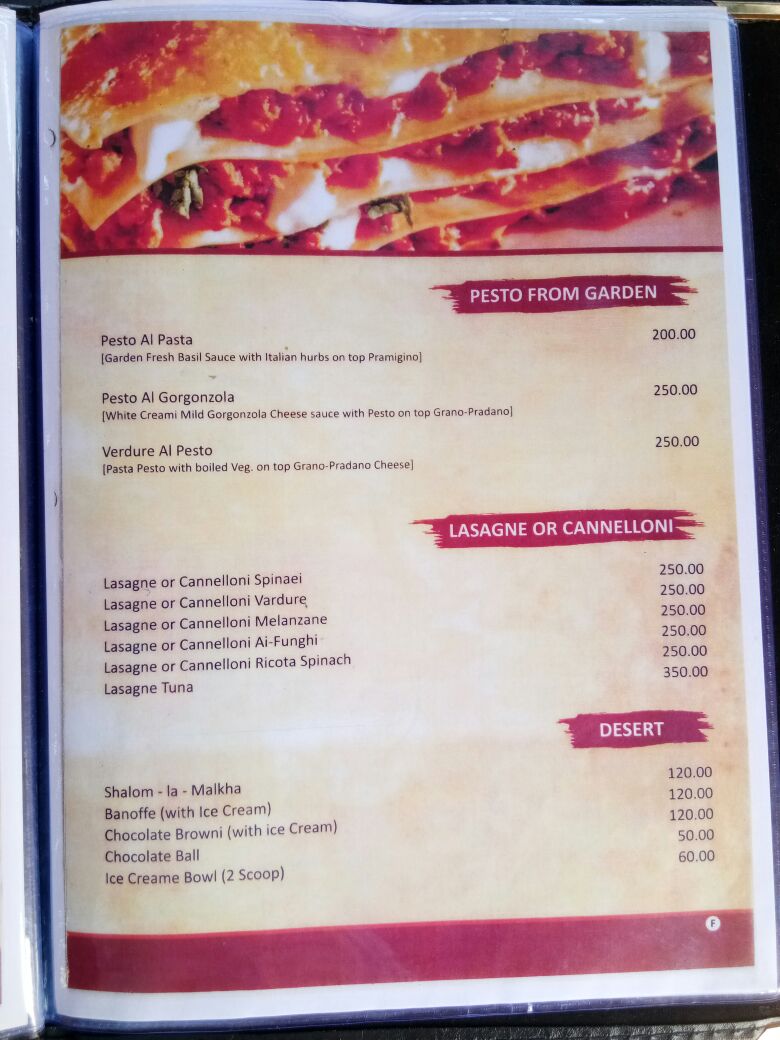 PESTO FROM GARDEN
Pesto Al Pasta 200.00
[Garden Fresh Basil Sauce with Italian hurbs on top Pramigino]
Pesto Al Gorgonzola 250.00
[White Creami Mild Gorgonzola Cheese sauce with Pesto on top Grano-Pradano]
Verdure Al Pesto 250.00
[Pasta Pesto with boiled Veg. on top Grano-Pradano Cheese]
LASAGNE OR CANNELLONI
Lasagne or Cannelloni Spinaei 250.00
Lasagne or Cannelloni Vardure 250.00
Lasagne or Cannelloni Melanzane 250.00
Lasagne or Cannelloni Ai-Funghi 250.00
Lasagne or Cannelloni Ricota Spinach 250.00
Lasagne Tuna 350.00
DESERT
Shalom - la - Malkha 120.00
Banoffe (with Ice Cream) 120.00
Chocolate Browni (with ice Cream) 120.00
Chocolate Ball 50.00
Ice Creame Bowl (2 Scoop) 60.00
F